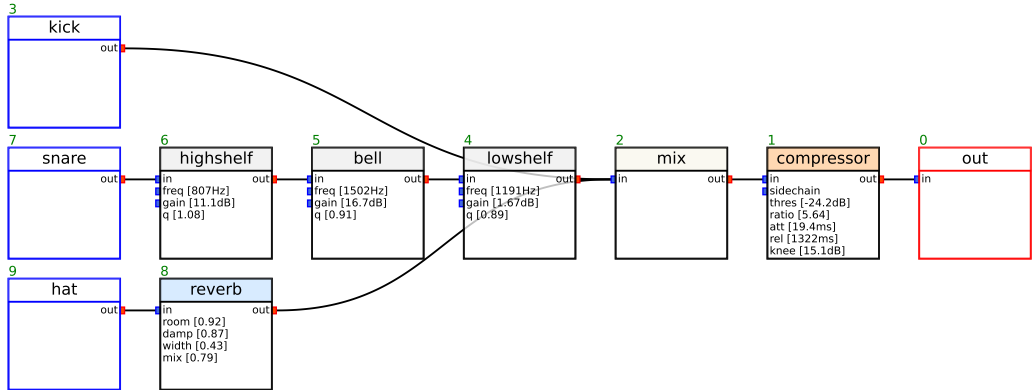 3
kick
out
7
snare
out
6
highshelf
in out
freq [807Hz]
gain [11.1dB]
q [1.08]
5
bell
in out
freq [1502Hz]
gain [16.7dB]
q [0.91]
4
lowshelf
in out
freq [1191Hz]
gain [1.67dB]
q [0.89]
2
mix
in out
1
compressor
in out
sidechain
thres [-24.2dB]
ratio [5.64]
att [19.4ms]
rel [1322ms]
knee [15.1dB]
0
out
in
9
hat
out
8
reverb
in out
room [0.92]
damp [0.87]
width [0.43]
mix [0.79]